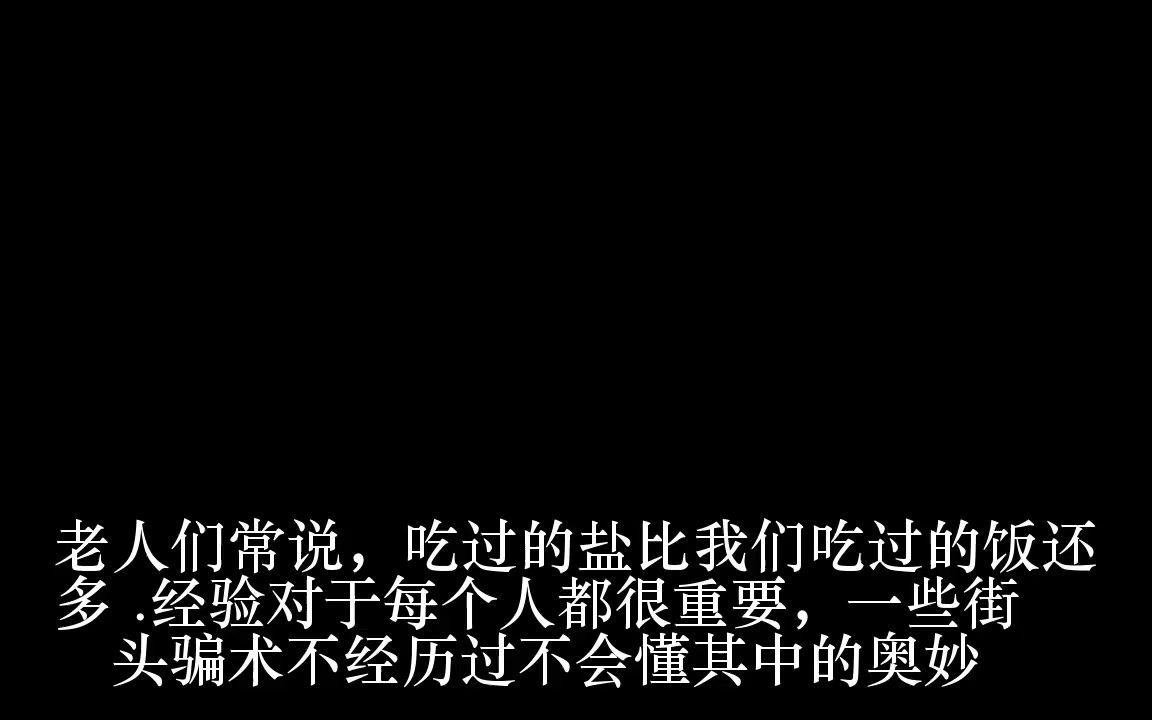 老人们常说，吃过的盐比我们吃过的饭还
多 .经验对于每个人都很重要，一些街
头骗术不经历过不会懂其中的奥妙